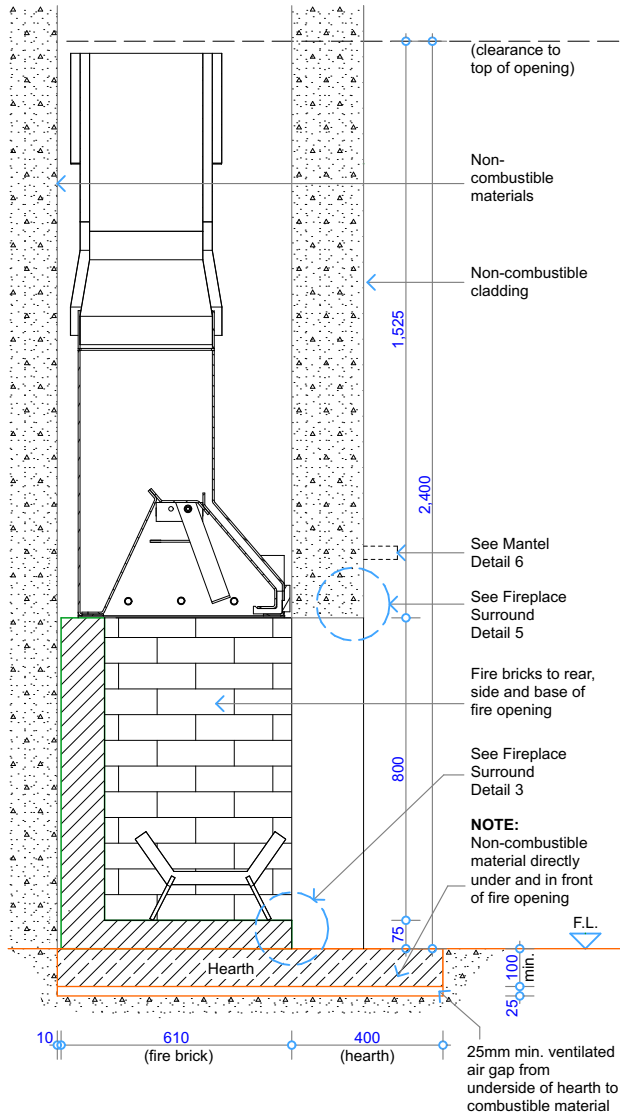 (clearance to
top of opening)
Non-
combustible
materials
Non-combustible
cladding
1,525
2,400
See Mantel
Detail 6
See Fireplace
Surround
Detail 5
Fire bricks to rear,
side and base of
fire opening
800
See Fireplace
Surround
Detail 3
NOTE:
Non-combustible
material directly
under and in front
of fire opening
75
F.L.
Hearth
100
min.
25
10
610
(fire brick)
400
(hearth)
25mm min. ventilated
air gap from
underside of hearth to
combustible material